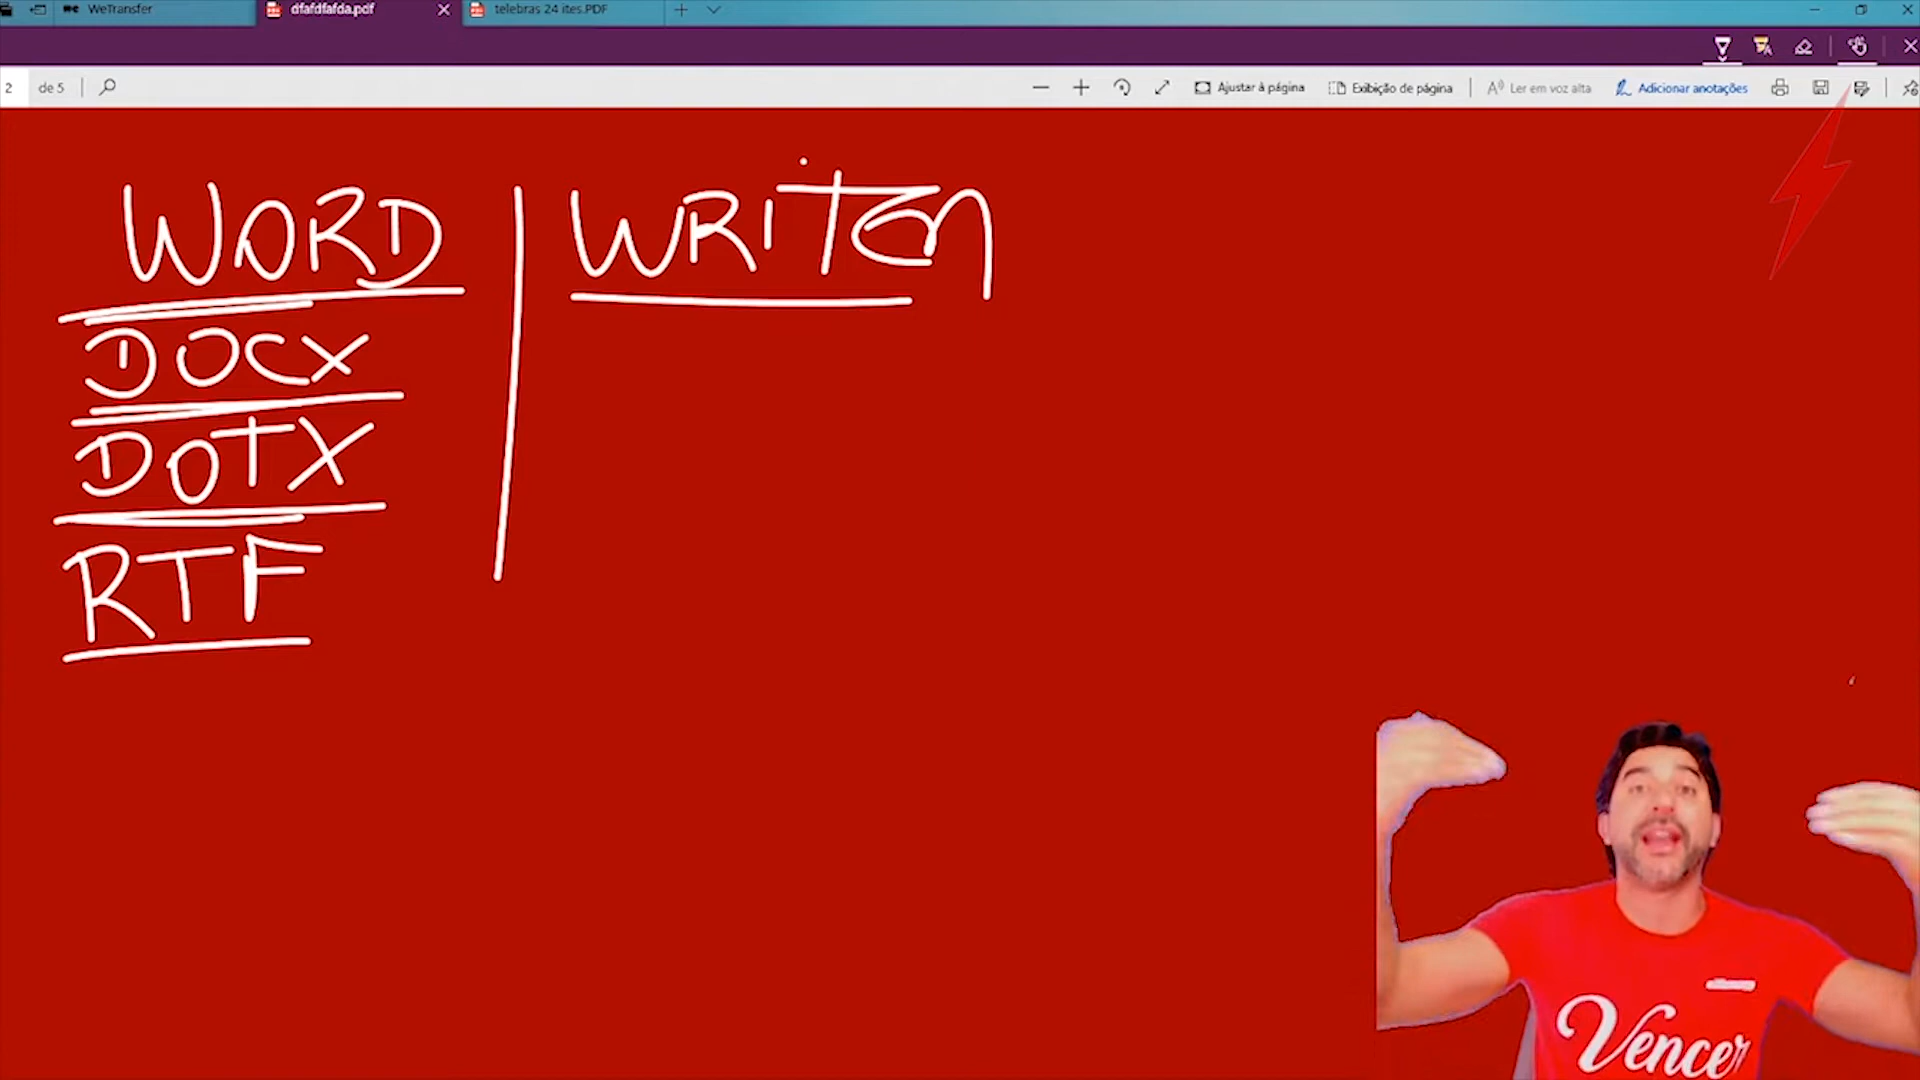 WeTransfer
dfafdfafda.pdf
telebras 24 ites.PDF
2 de 5
Ajustar à página
Exibição de página
Ler em voz alta
Adicionar anotações
WORD
WRITER
DOCX
DOTX
RTF
Vencer